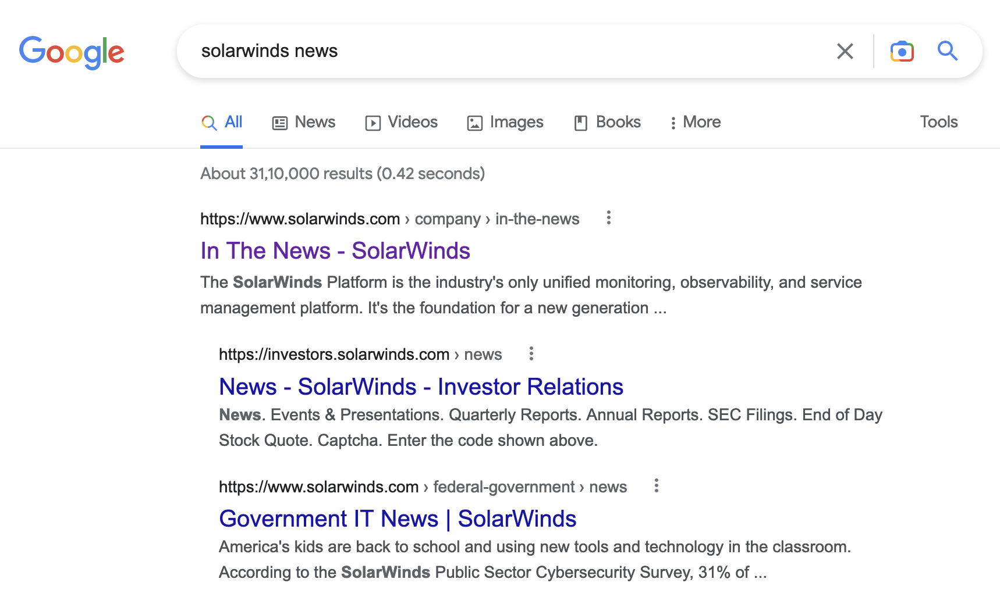 Google
solarwinds news
All News Videos Images Books More Tools
About 31,10,000 results (0.42 seconds)
https://www.solarwinds.com › company › in-the-news
In The News - SolarWinds
The SolarWinds Platform is the industry's only unified monitoring, observability, and service
management platform. It's the foundation for a new generation ...
https://investors.solarwinds.com › news
News - SolarWinds - Investor Relations
News. Events & Presentations. Quarterly Reports. Annual Reports. SEC Filings. End of Day
Stock Quote. Captcha. Enter the code shown above.
https://www.solarwinds.com › federal-government › news
Government IT News | SolarWinds
America's kids are back to school and using new tools and technology in the classroom.
According to the SolarWinds Public Sector Cybersecurity Survey, 31% of ...